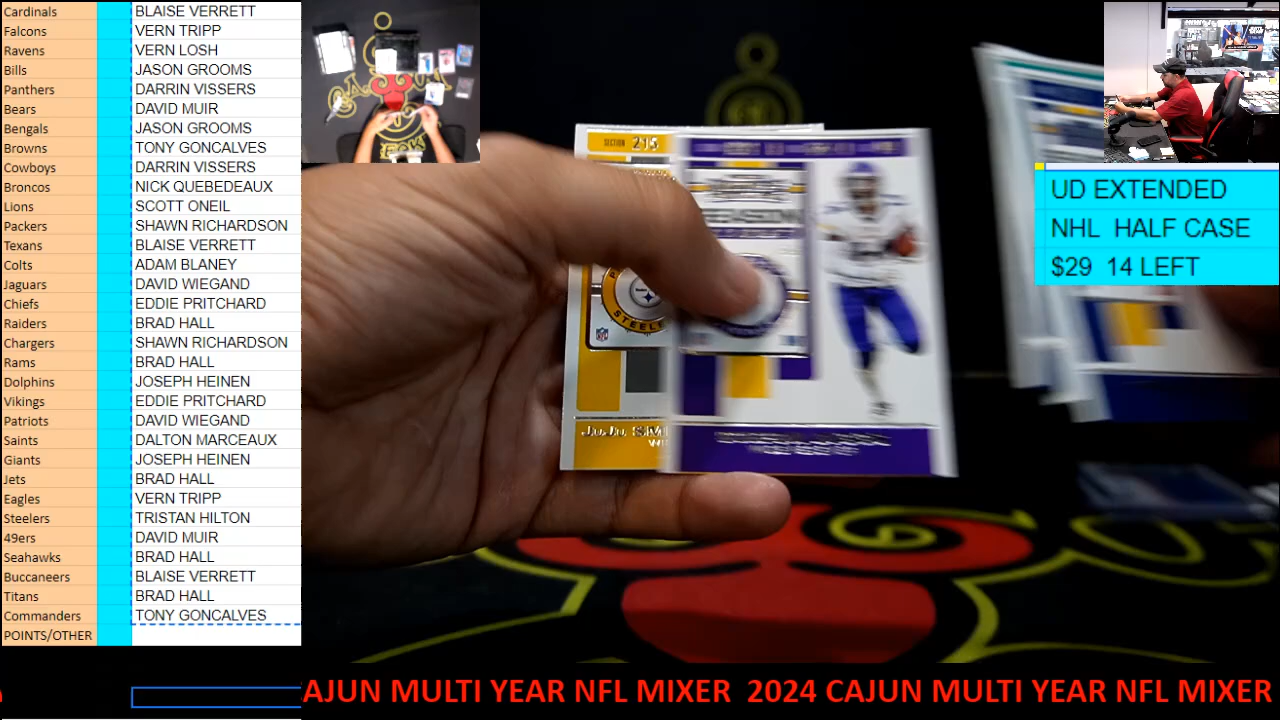 Cardinals BLAISE VERRETT
Falcons VERN TRIPP
Ravens VERN LOSH
Bills JASON GROOMS
Panthers DARRIN VISSERS
Bears DAVID MUIR
Bengals JASON GROOMS
Browns TONY GONCALVES
Cowboys DARRIN VISSERS
Broncos NICK QUEBEDEAUX
Lions SCOTT ONEIL
Packers SHAWN RICHARDSON
Texans BLAISE VERRETT
Colts ADAM BLANEY
Jaguars DAVID WIEGAND
Chiefs EDDIE PRITCHARD
Raiders BRAD HALL
Chargers SHAWN RICHARDSON
Rams BRAD HALL
Dolphins JOSEPH HEINEN
Vikings EDDIE PRITCHARD
Patriots DAVID WIEGAND
Saints DALTON MARCEAUX
Giants JOSEPH HEINEN
Jets BRAD HALL
Eagles VERN TRIPP
Steelers TRISTAN HILTON
49ers DAVID MUIR
Seahawks BRAD HALL
Buccaneers BLAISE VERRETT
Titans BRAD HALL
Commanders TONY GONCALVES
POINTS/OTHER
SECTION 215
STEEL
JuJu
UD EXTENDED
NHL HALF CASE
$29 14 LEFT
AJUN MULTI YEAR NFL MIXER 2024 CAJUN MULTI YEAR NFL MIXER